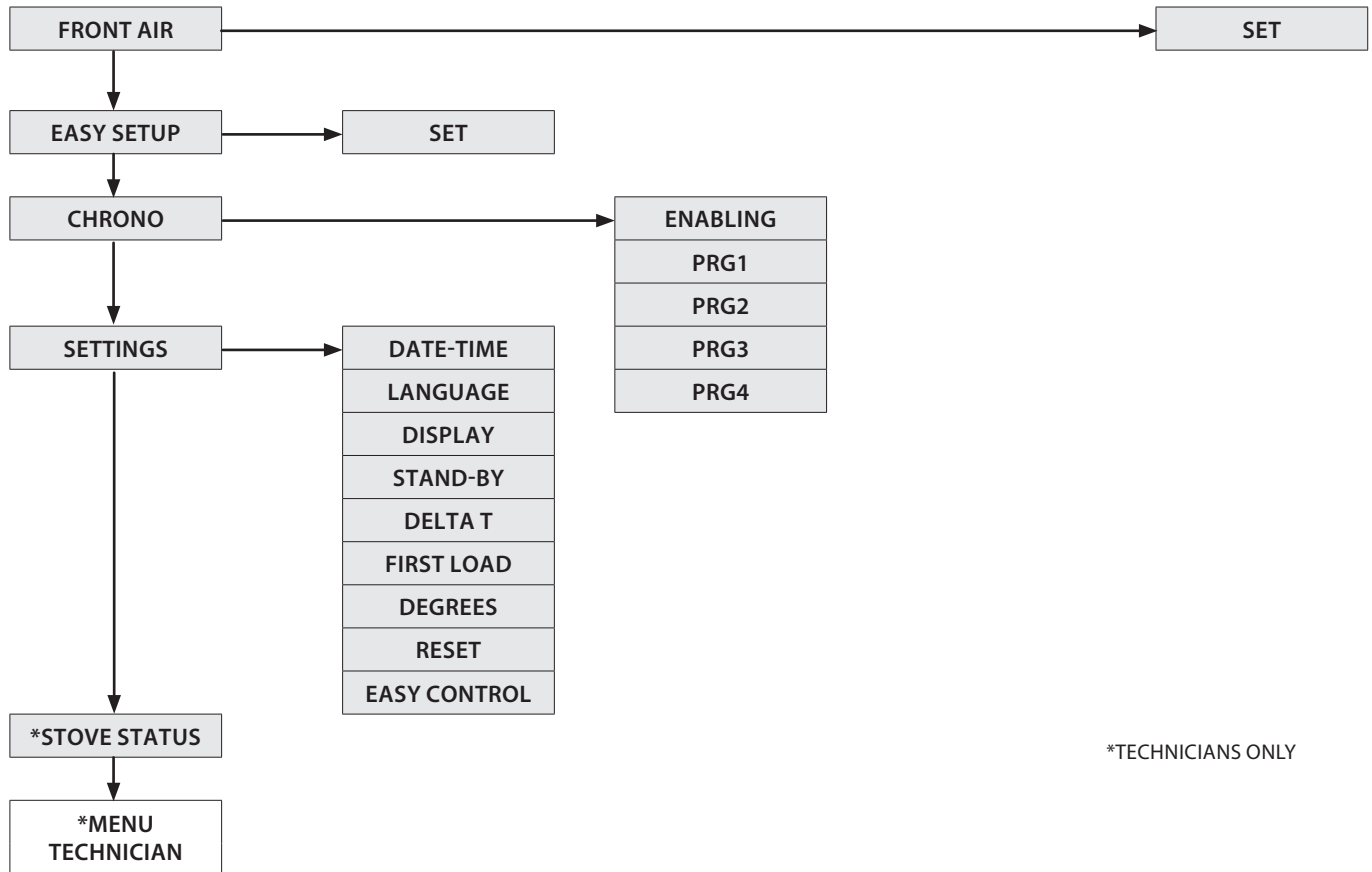 FRONT AIR
SET
EASY SETUP
SET
CHRONO
ENABLING
PRG1
PRG2
PRG3
PRG4
SETTINGS
DATE-TIME
LANGUAGE
DISPLAY
STAND-BY
DELTA T
FIRST LOAD
DEGREES
RESET
EASY CONTROL
*STOVE STATUS
*TECHNICIANS ONLY
*MENU
TECHNICIAN